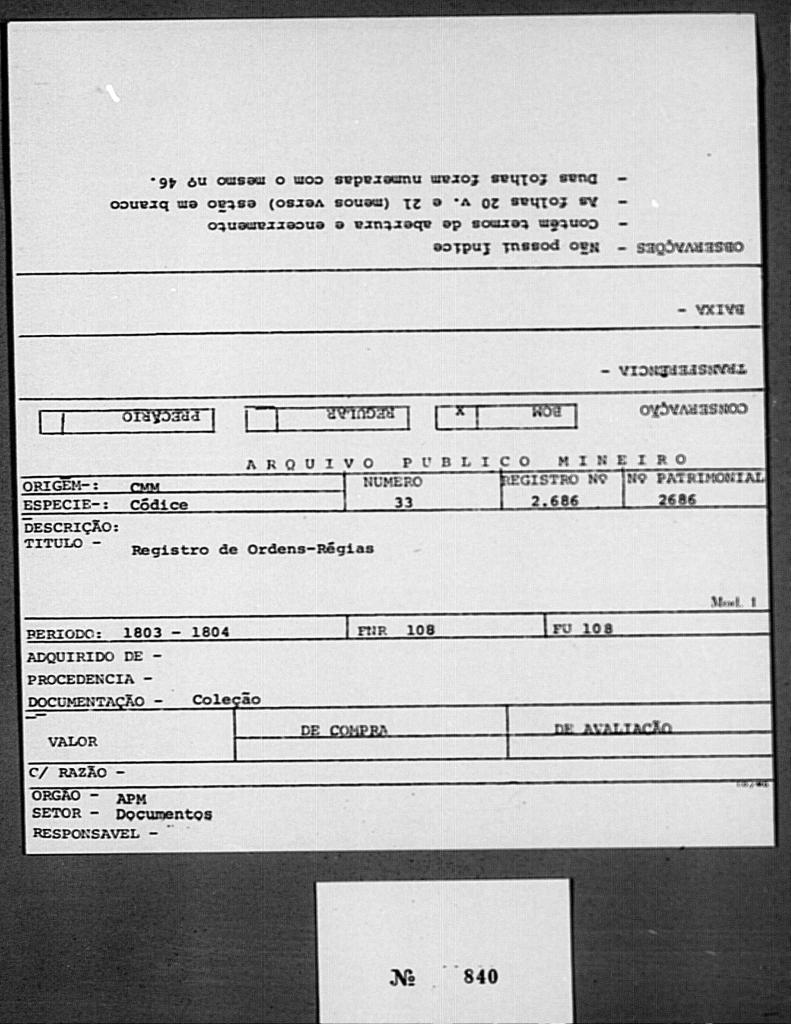 ARQUIVO PUBLICO MINEIRO
ORIGEM-: CMM
NUMERO
REGISTRO Nº
Nº PATRIMONIAL
ESPECIE-: Códice
33
2.686
2686
DESCRIÇÃO:
TITULO - Registro de Ordens-Régias
Mod. 1
PERIODO: 1803 - 1804
FNR 108
FU 108
ADQUIRIDO DE -
PROCEDENCIA -
DOCUMENTAÇÃO - Coleção
VALOR
DE COMPRA
DE AVALIACÃO
C/ RAZÃO -
ORGÃO - APM
SETOR - Documentos
RESPONSAVEL -
CONSERVAÇÃO
BOM X
REGULAR
PRECÁRIO
TRANSFERÊNCIA -
BAIXA -
OBSERVAÇÕES - Não possui índice
- Contém termos de abertura e encerramento
- As folhas 20 v. e 21 (menos verso) estão em branco
- Duas folhas foram numeradas com o mesmo nº 46.
Nº 840